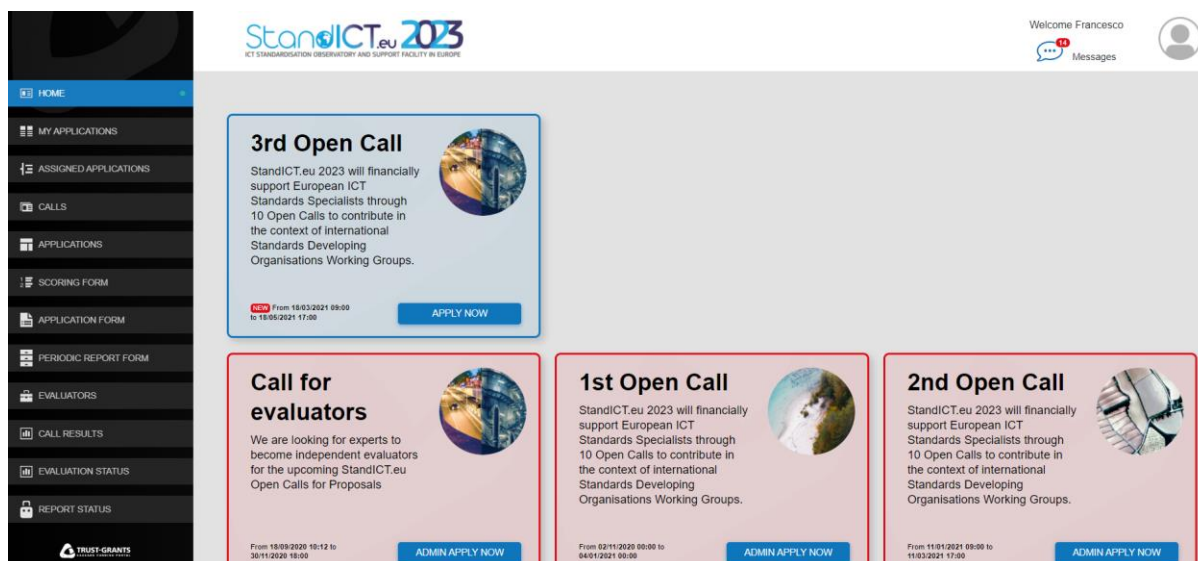 StandICT.eu 2023
ICT STANDARDISATION OBSERVATORY AND SUPPORT FACILITY IN EUROPE
Welcome Francesco
14
Messages
HOME
MY APPLICATIONS
ASSIGNED APPLICATIONS
CALLS
APPLICATIONS
SCORING FORM
APPLICATION FORM
PERIODIC REPORT FORM
EVALUATORS
CALL RESULTS
EVALUATION STATUS
REPORT STATUS
TRUST-GRANTS
3rd Open Call
StandICT.eu 2023 will financially
support European ICT
Standards Specialists through
10 Open Calls to contribute in
the context of international
Standards Developing
Organisations Working Groups.
NEW From 18/03/2021 09:00
to 18/05/2021 17:00
APPLY NOW
Call for
evaluators
We are looking for experts to
become independent evaluators
for the upcoming StandICT.eu
Open Calls for Proposals
From 18/09/2020 10:12 to
30/11/2020 18:00
ADMIN APPLY NOW
1st Open Call
StandICT.eu 2023 will financially
support European ICT
Standards Specialists through
10 Open Calls to contribute in
the context of international
Standards Developing
Organisations Working Groups.
From 02/11/2020 00:00 to
04/01/2021 00:00
ADMIN APPLY NOW
2nd Open Call
StandICT.eu 2023 will financially
support European ICT
Standards Specialists through
10 Open Calls to contribute in
the context of international
Standards Developing
Organisations Working Groups.
From 11/01/2021 09:00 to
11/03/2021 17:00
ADMIN APPLY NOW